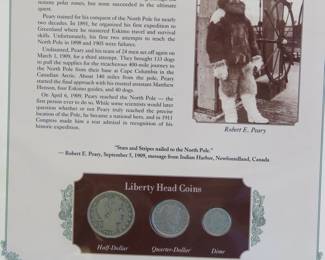 stormy polar routes, but soon succeeded in the ultimate
quest.
Peary trained for his conquest of the North Pole for nearly
two decades. In 1891, he organized his first expedition to
Greenland where he mastered Eskimo travel and survival
skills. Unfortunately, his first two attempts to reach the
North Pole in 1898 and 1905 were failures.
Undaunted, Peary and his team of 24 men set off again on
March 1, 1909, for a third attempt. They brought 133 dogs
to pull the supplies for the treacherous 400-mile journey to
the North Pole from their base at Cape Columbia in the
Canadian Arctic. About 140 miles from the pole, Peary
started the final approach with his trusted assistant Matthew
Henson, four Eskimo guides, and 40 dogs.
On April 6, 1909, Peary reached the North Pole — the
first person ever to do so. While some scientists would later
question whether or not Peary truly reached the precise
location of the Pole, he became a national hero, and in 1911
Congress made him a rear admiral in recognition of his
historic expedition.
Robert E. Peary
"Stars and Stripes nailed to the North Pole."
— Robert E. Peary, September 5, 1909, message from Indian Harbor, Newfoundland, Canada
Liberty Head Coins
Half-Dollar
Quarter-Dollar
Dime